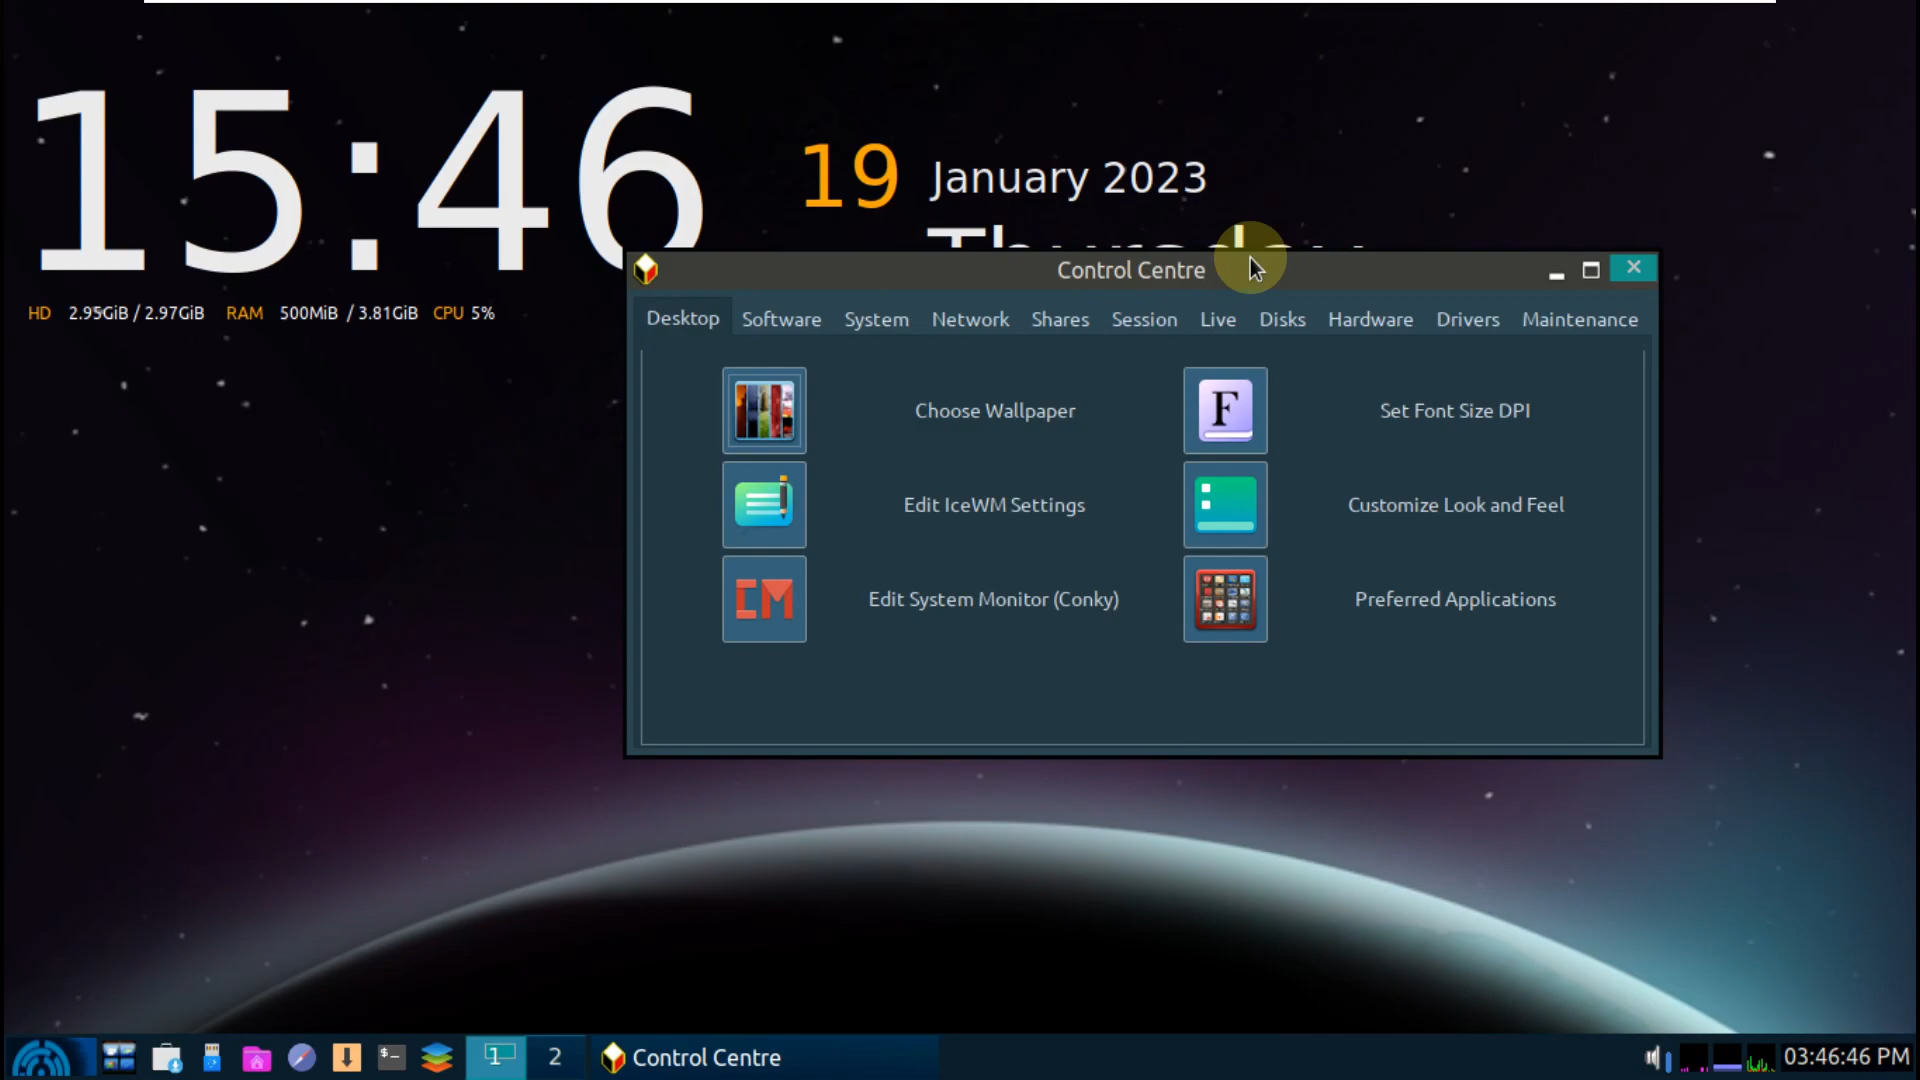 15:46
19 January 2023
Thursday
HD 2.95GiB / 2.97GiB RAM 500MiB / 3.81GiB CPU 5%
Control Centre
Desktop Software System Network Shares Session Live Disks Hardware Drivers Maintenance
Choose Wallpaper
F
Set Font Size DPI
Edit IceWM Settings
Customize Look and Feel
CM
Edit System Monitor (Conky)
Preferred Applications
$-
1
2
Control Centre
03:46:46 PM